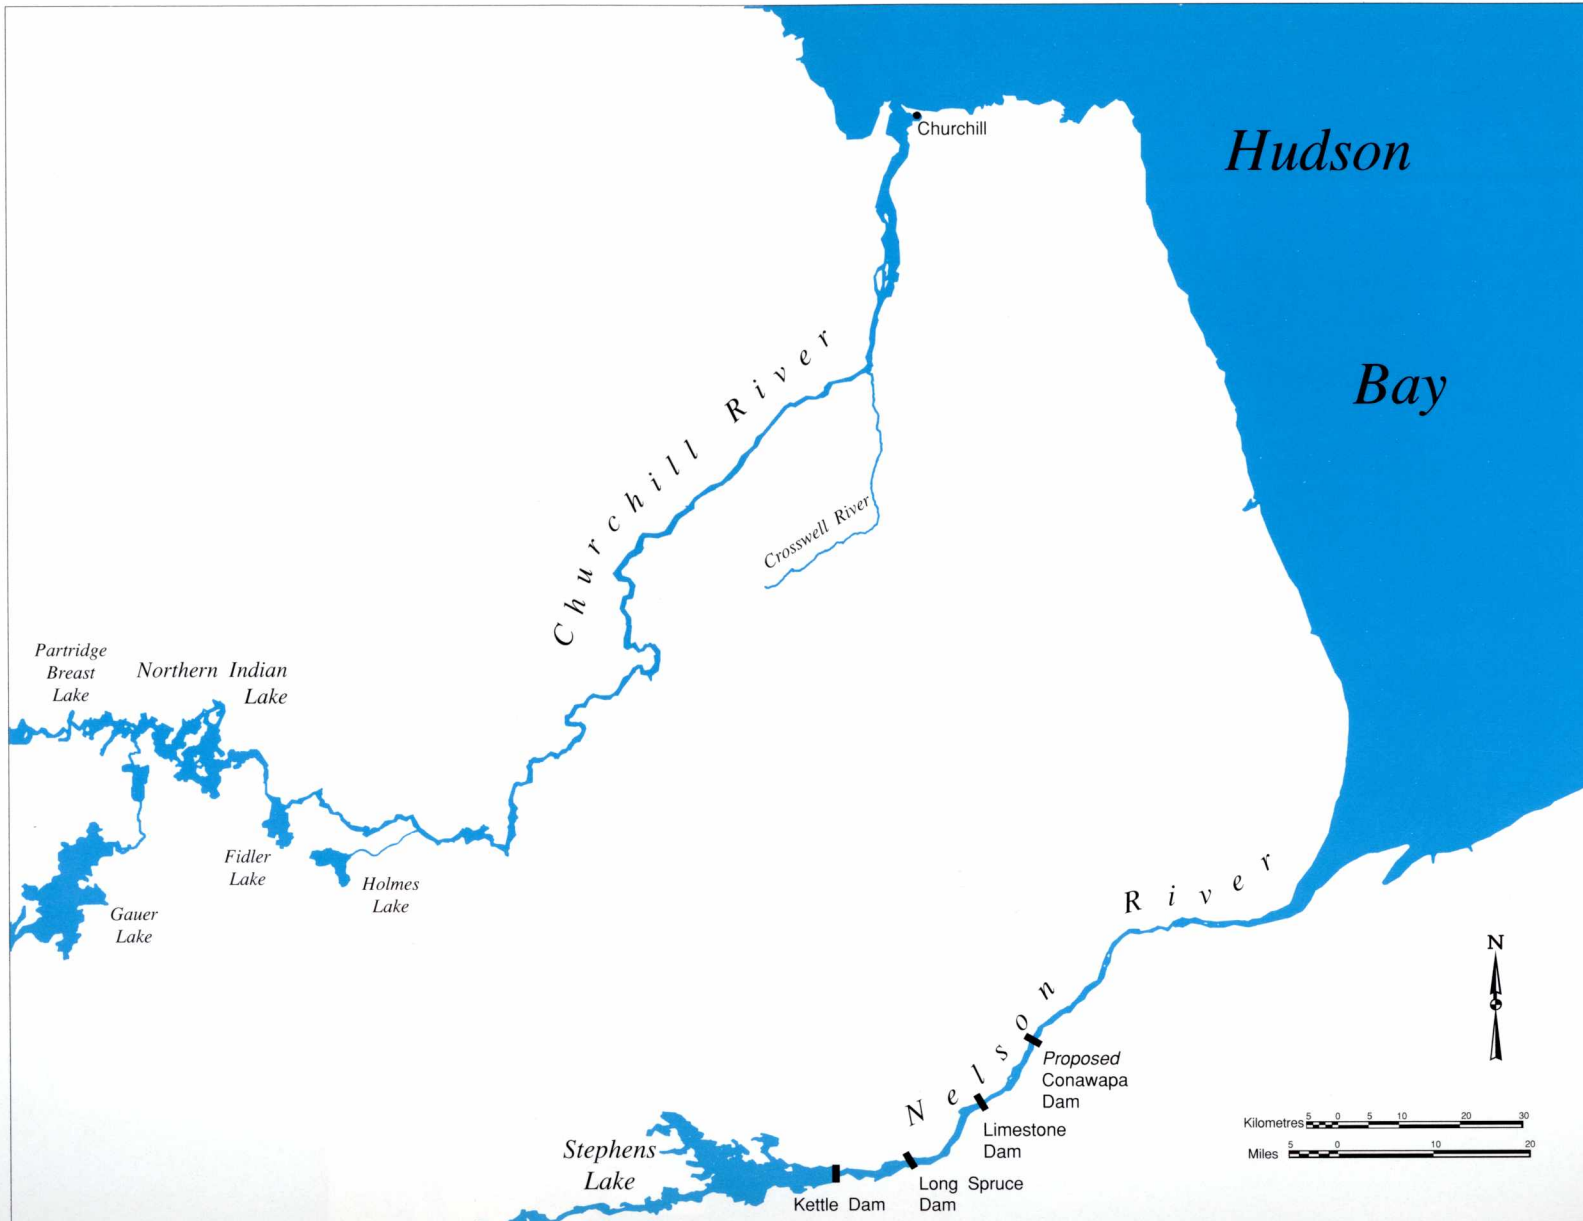 Churchill
Hudson
Bay
Churchill River
Crosswell River
Partridge
Breast
Lake
Northern Indian
Lake
Fidler
Lake
Holmes
Lake
Gauer
Lake
Nelson River
N
Proposed
Conawapa
Dam
Limestone
Dam
Long Spruce
Dam
Kettle Dam
Stephens
Lake
Kilometres 5 0 5 10 20 30
Miles 5 0 10 20